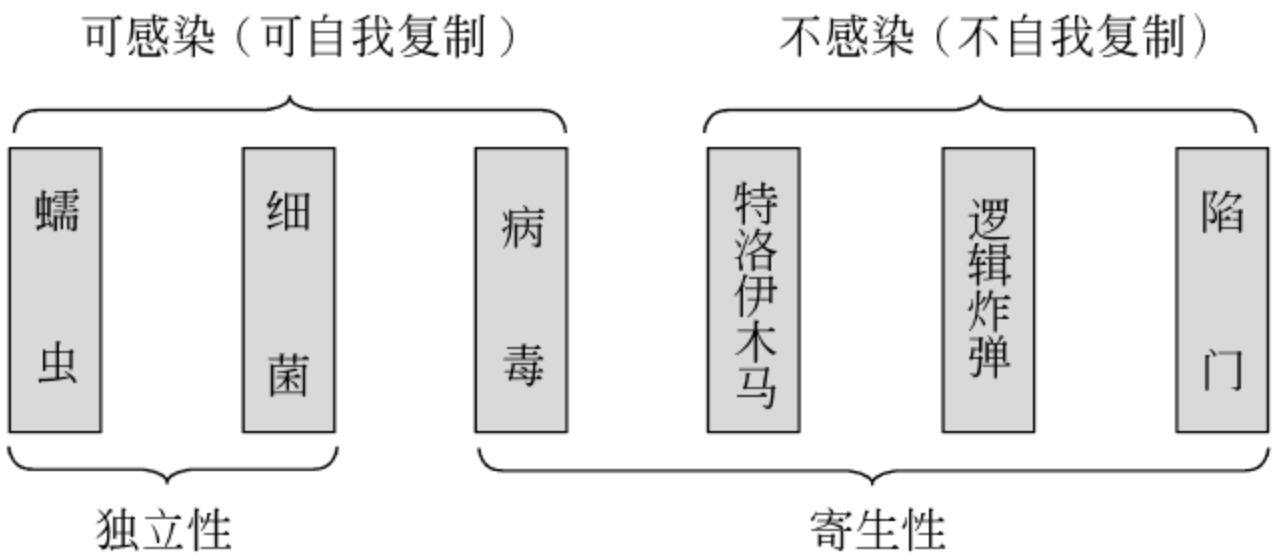 可感染（可自我复制）
不感染（不自我复制）
蠕虫
细菌
病毒
特洛伊木马
逻辑炸弹
陷门
独立性
寄生性